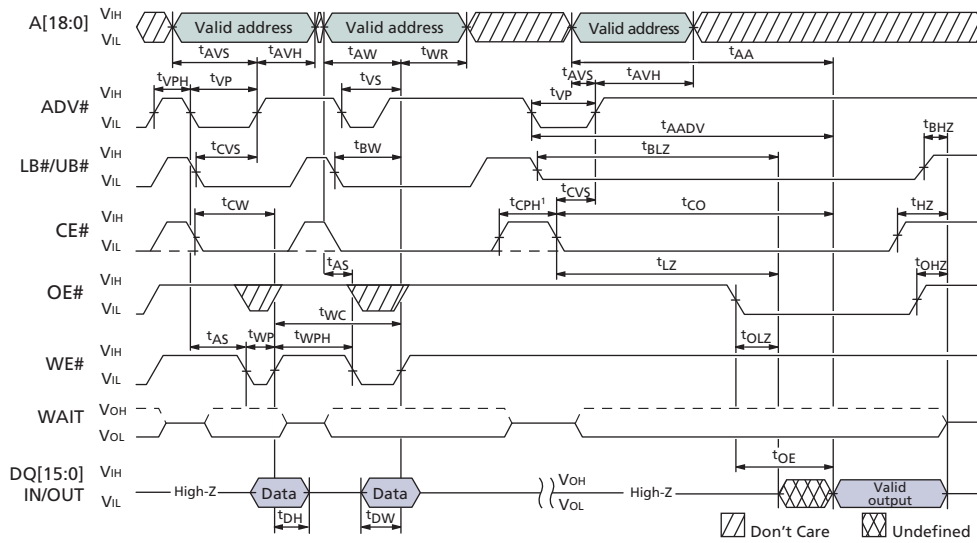 A[18:0] VIH VIL Valid address Valid address Valid address
tAVS tAVH tAW tWR tAA
tVPH tVP tVS tAVS tAVH
ADV# VIH VIL tVP
tAADV
LB#/UB# VIH VIL tCVS tBW tBLZ tBHZ
tCVS
CE# VIH VIL tCW tCPH¹ tCO tHZ
tAS tLZ
OE# VIH VIL tOHZ
tWC
tAS tWP tWPH tOLZ
WE# VIH VIL
WAIT VOH VOL
tOE
DQ[15:0] IN/OUT VIH VIL High-Z Data Data VOH VOL High-Z Valid output
tDH tDW
Don't Care Undefined